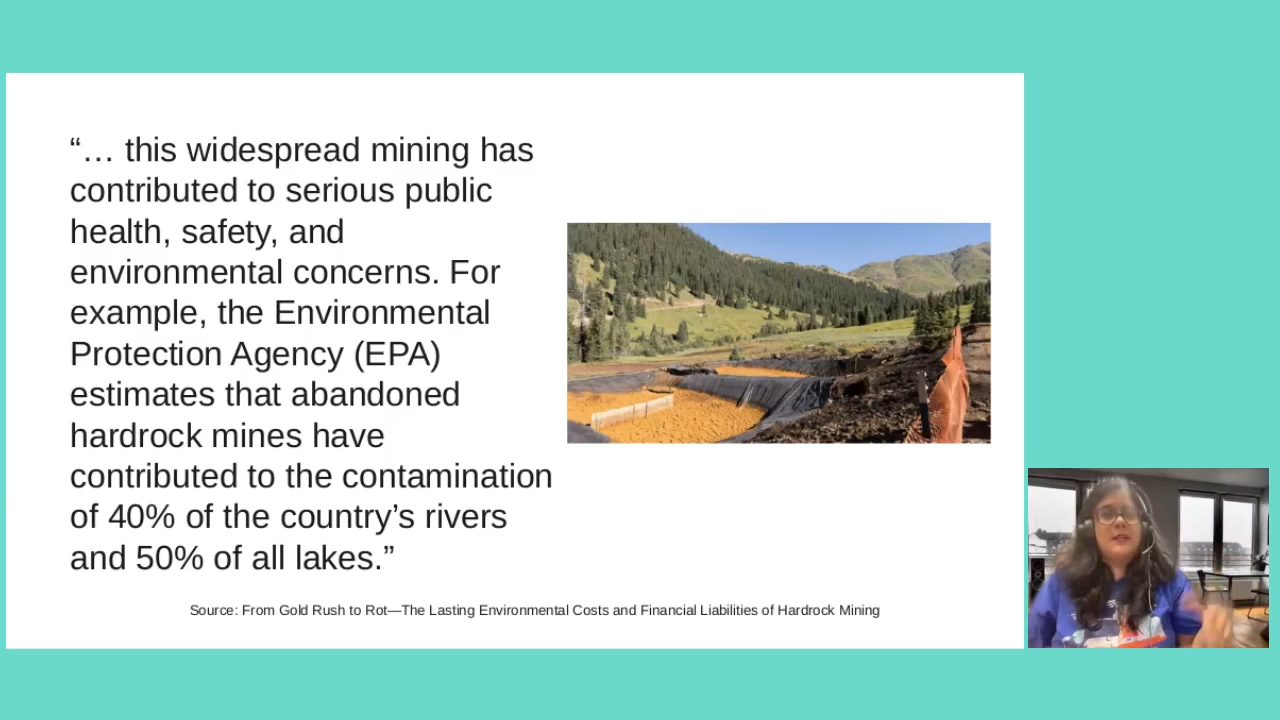 “… this widespread mining has
contributed to serious public
health, safety, and
environmental concerns. For
example, the Environmental
Protection Agency (EPA)
estimates that abandoned
hardrock mines have
contributed to the contamination
of 40% of the country’s rivers
and 50% of all lakes.”
Source: From Gold Rush to Rot—The Lasting Environmental Costs and Financial Liabilities of Hardrock Mining